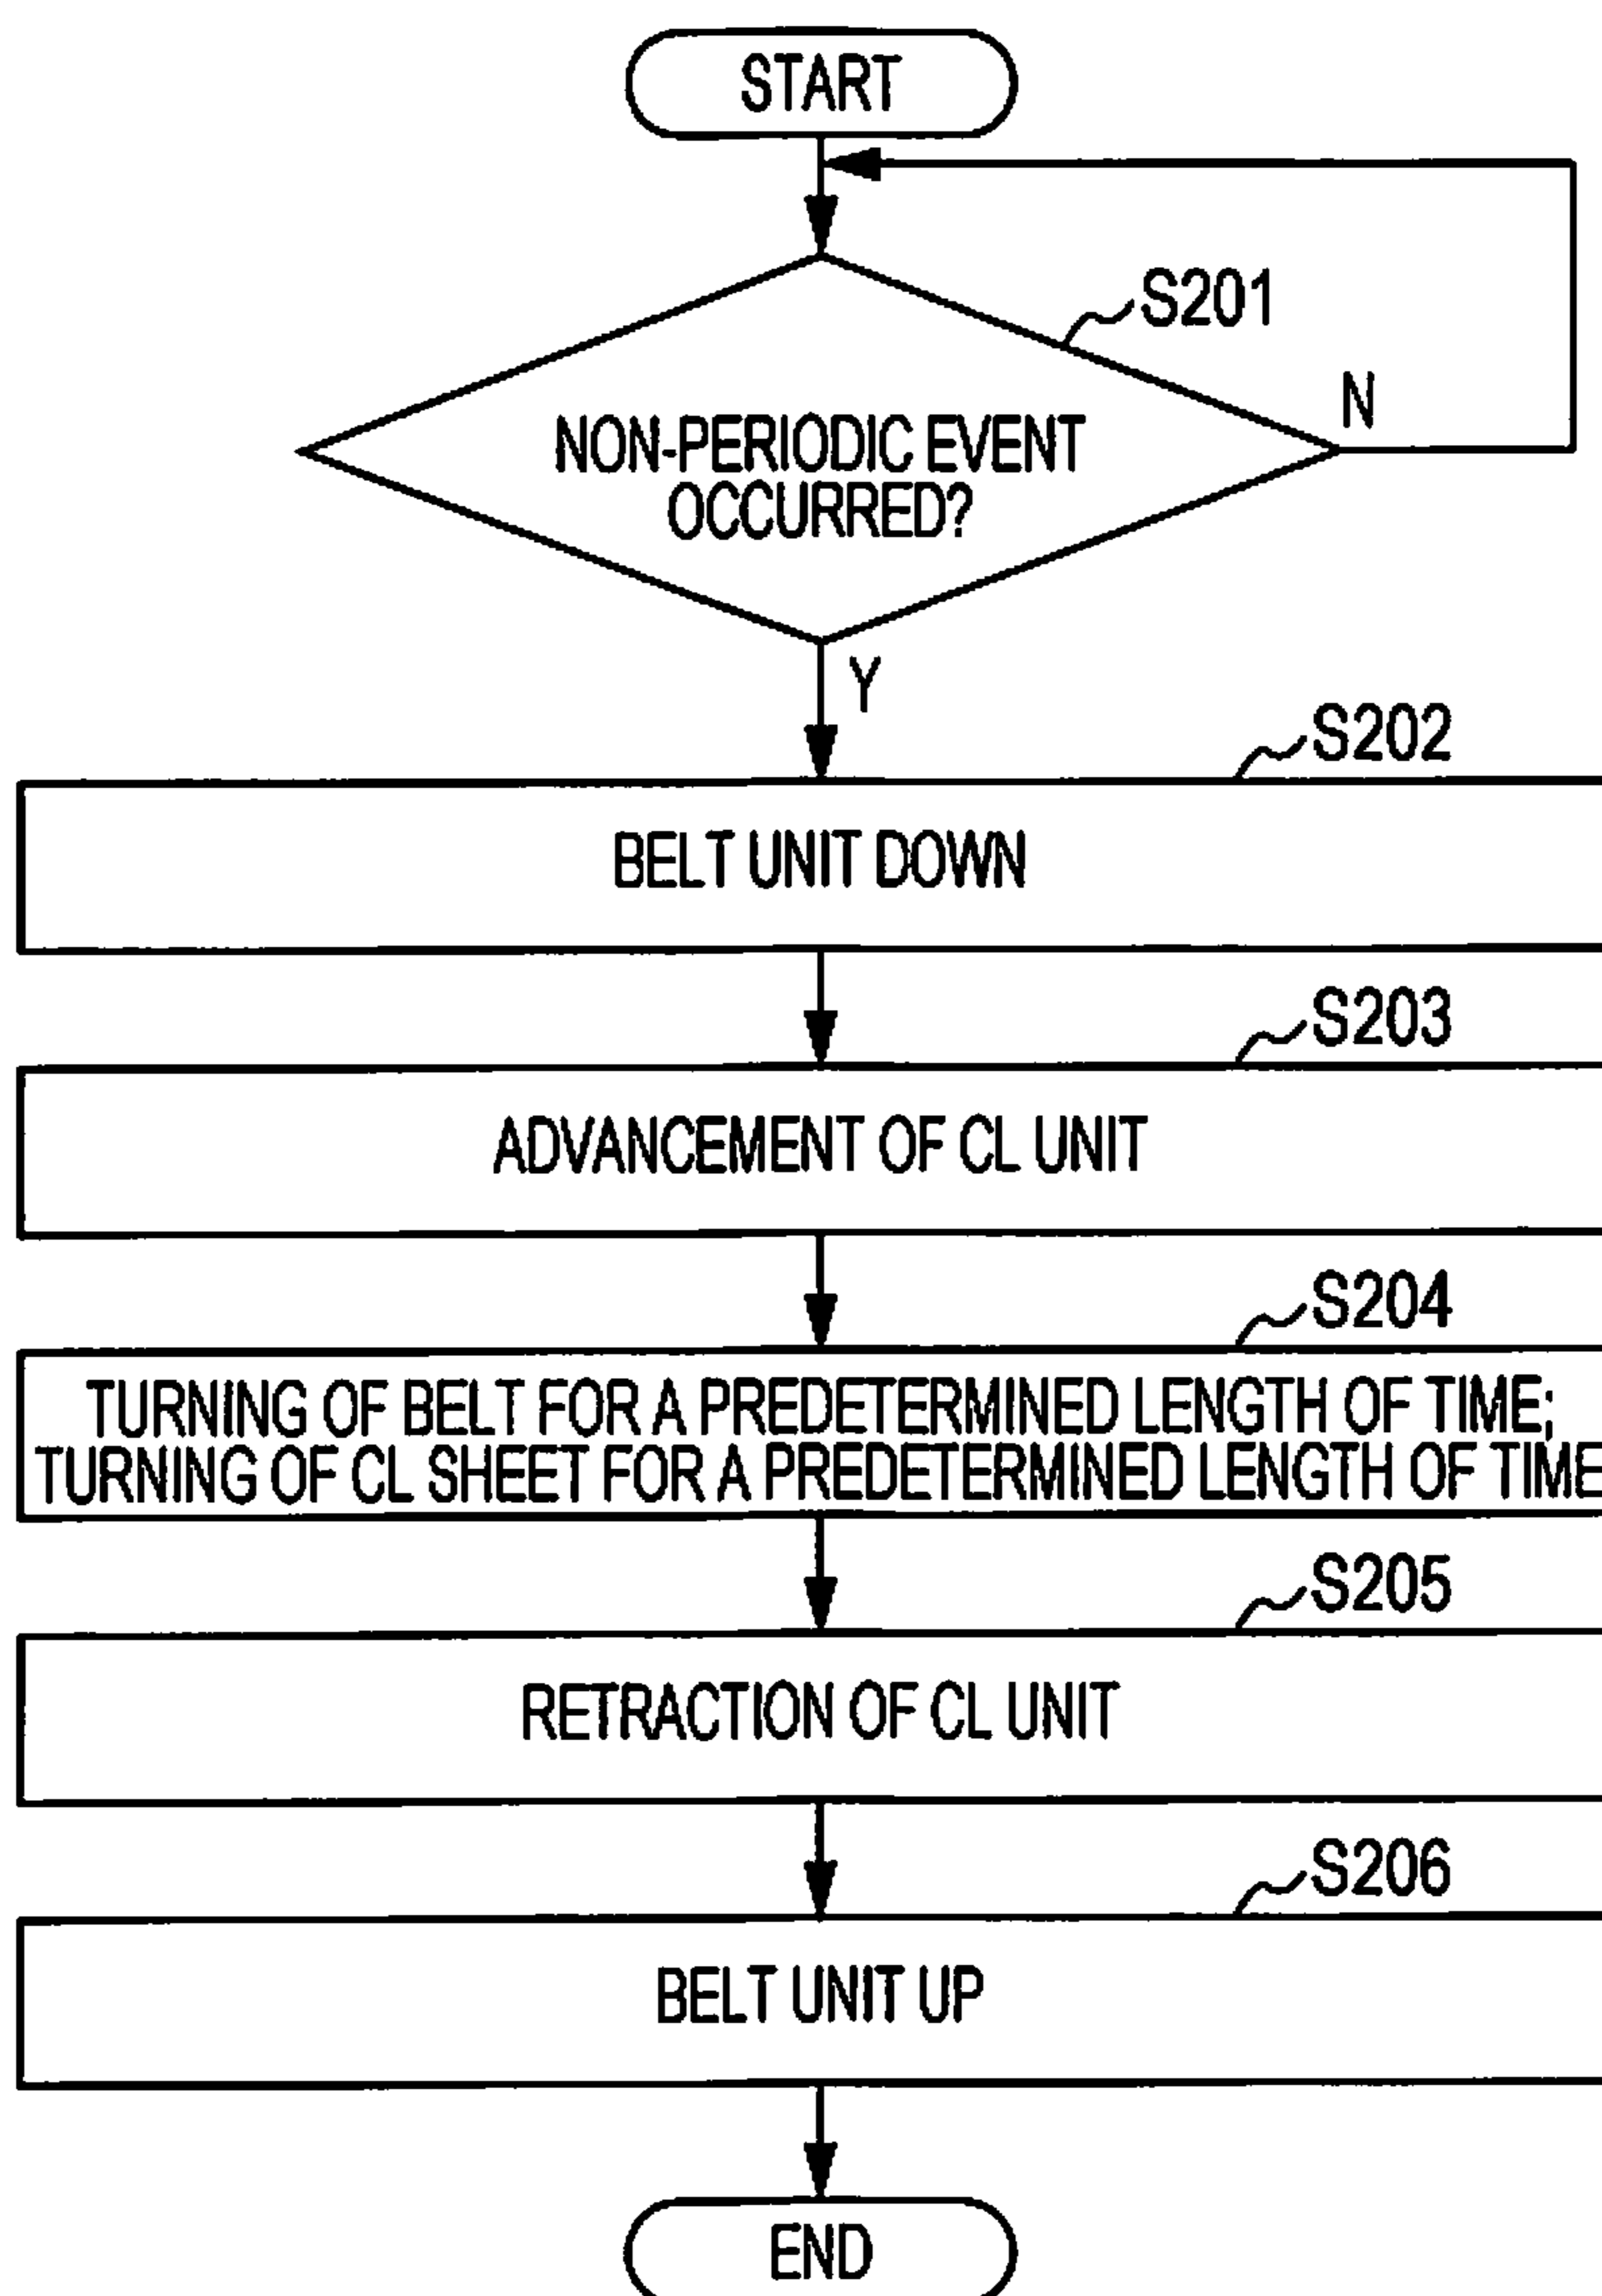 START
S201
N
NON-PERIODIC EVENT
OCCURRED?
Y
S202
BELT UNIT DOWN
S203
ADVANCEMENT OF CL UNIT
S204
TURNING OF BELT FOR A PREDETERMINED LENGTH OF TIME;
TURNING OF CL SHEET FOR A PREDETERMINED LENGTH OF TIME
S205
RETRACTION OF CL UNIT
S206
BELT UNIT UP
END